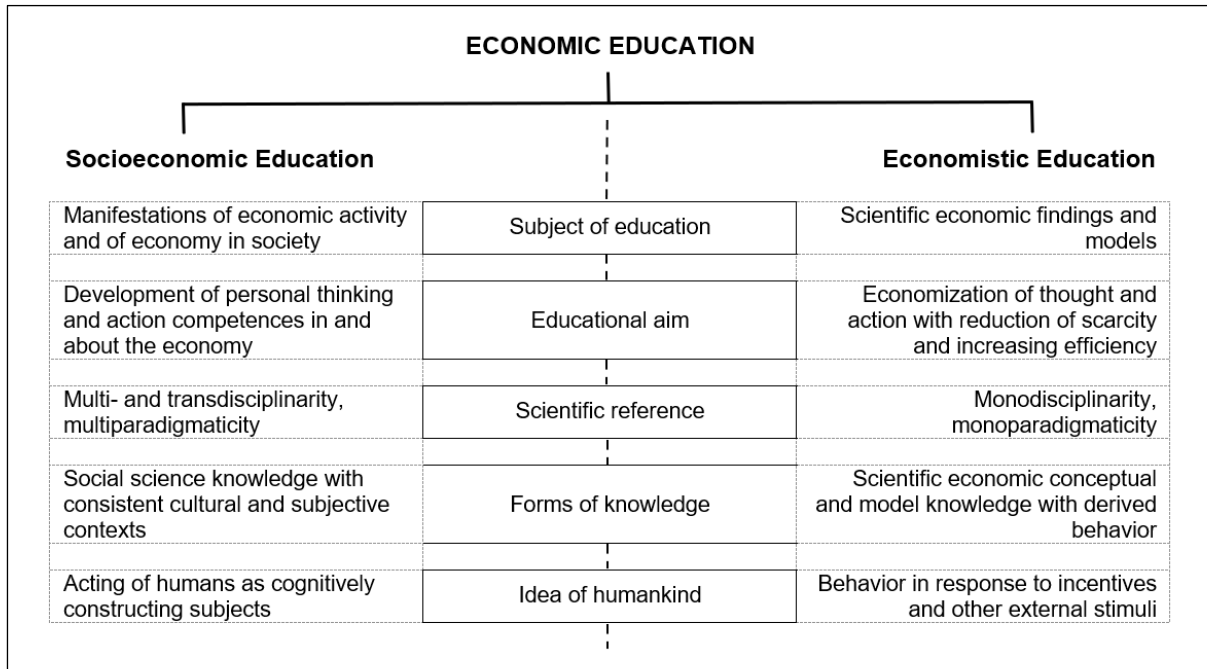 ECONOMIC EDUCATION
Socioeconomic Education
Economistic Education
Manifestations of economic activity
and of economy in society
Subject of education
Scientific economic findings and
models
Development of personal thinking
and action competences in and
about the economy
Educational aim
Economization of thought and
action with reduction of scarcity
and increasing efficiency
Multi- and transdisciplinarity,
multiparadigmaticity
Scientific reference
Monodisciplinarity,
monoparadigmaticity
Social science knowledge with
consistent cultural and subjective
contexts
Forms of knowledge
Scientific economic conceptual
and model knowledge with derived
behavior
Acting of humans as cognitively
constructing subjects
Idea of humankind
Behavior in response to incentives
and other external stimuli